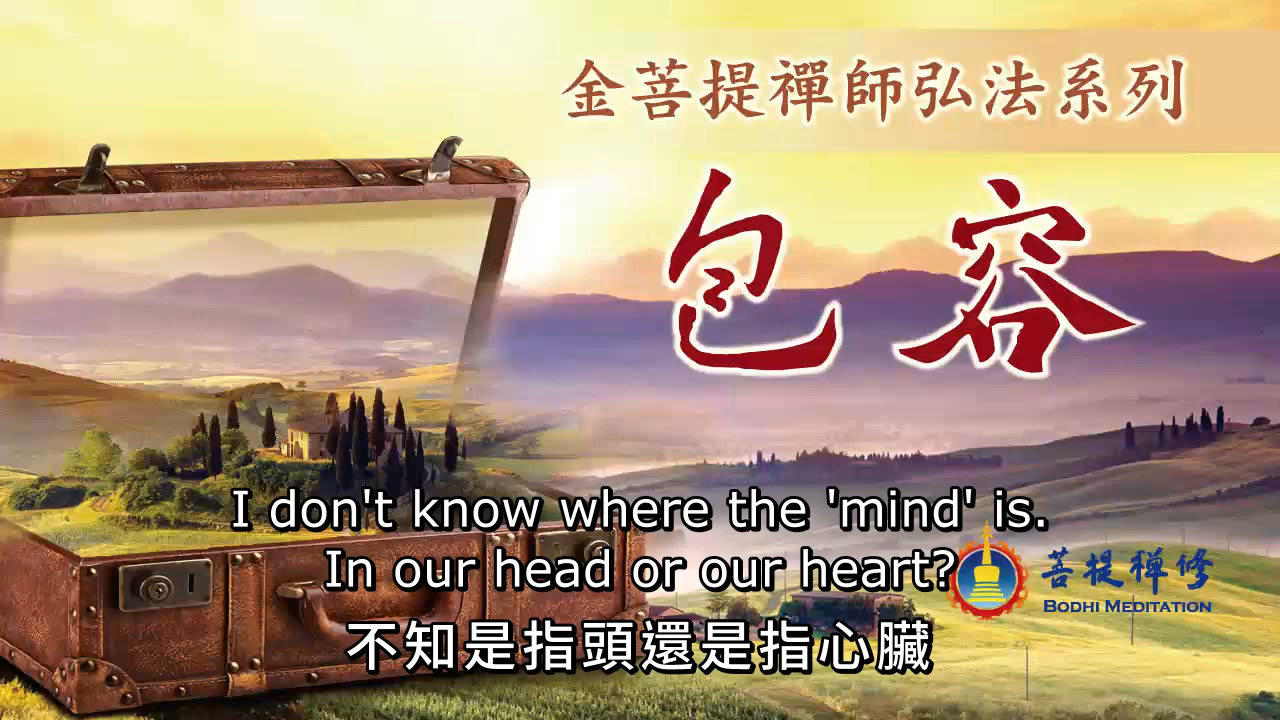 金菩提禪師弘法系列
包容
I don't know where the 'mind' is.
In our head or our heart?
不知是指頭還是指心臟
菩提禪修
BODHI MEDITATION